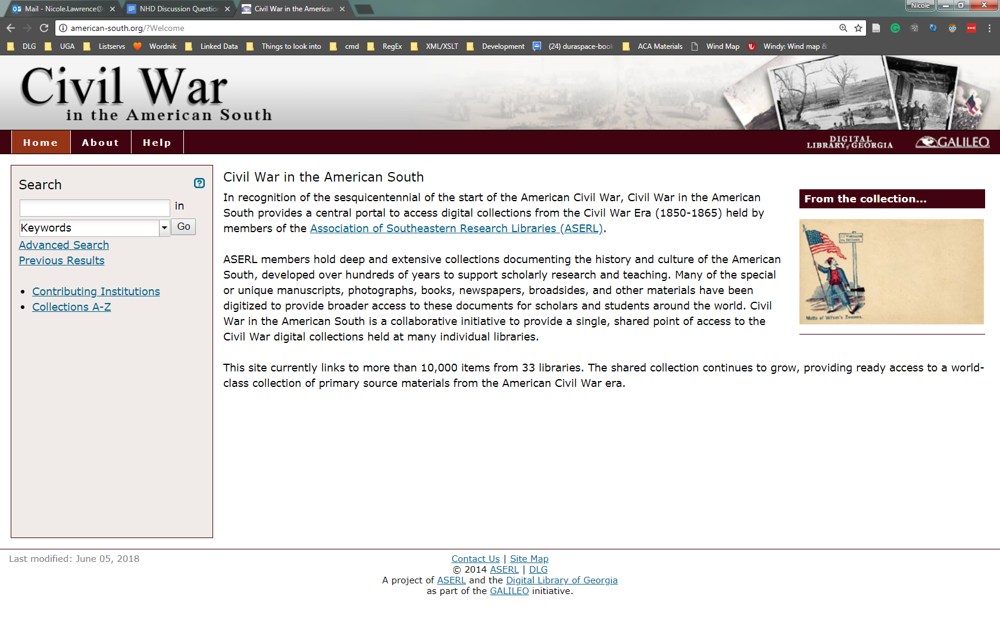 Mail - Nicole.Lawrence@
NHD Discussion Question
Civil War in the American
Nicole
american-south.org/?Welcome
DLG UGA Listservs Wordnik Linked Data Things to look into cmd RegEx XML/XSLT Development (24) duraspace-book ACA Materials Wind Map Windy: Wind map &
Civil War
in the American South
Home About Help
DIGITAL
LIBRARY of GEORGIA
GALILEO
Search
in
Keywords
Go
Advanced Search
Previous Results
Contributing Institutions
Collections A-Z
Civil War in the American South
In recognition of the sesquicentennial of the start of the American Civil War, Civil War in the American
South provides a central portal to access digital collections from the Civil War Era (1850-1865) held by
members of the Association of Southeastern Research Libraries (ASERL).
ASERL members hold deep and extensive collections documenting the history and culture of the American
South, developed over hundreds of years to support scholarly research and teaching. Many of the special
or unique manuscripts, photographs, books, newspapers, broadsides, and other materials have been
digitized to provide broader access to these documents for scholars and students around the world. Civil
War in the American South is a collaborative initiative to provide a single, shared point of access to the
Civil War digital collections held at many individual libraries.
This site currently links to more than 10,000 items from 33 libraries. The shared collection continues to grow, providing ready access to a world-
class collection of primary source materials from the American Civil War era.
From the collection...
Motto of Wilson's Zouaves.
Last modified: June 05, 2018
Contact Us | Site Map
© 2014 ASERL | DLG
A project of ASERL and the Digital Library of Georgia
as part of the GALILEO initiative.